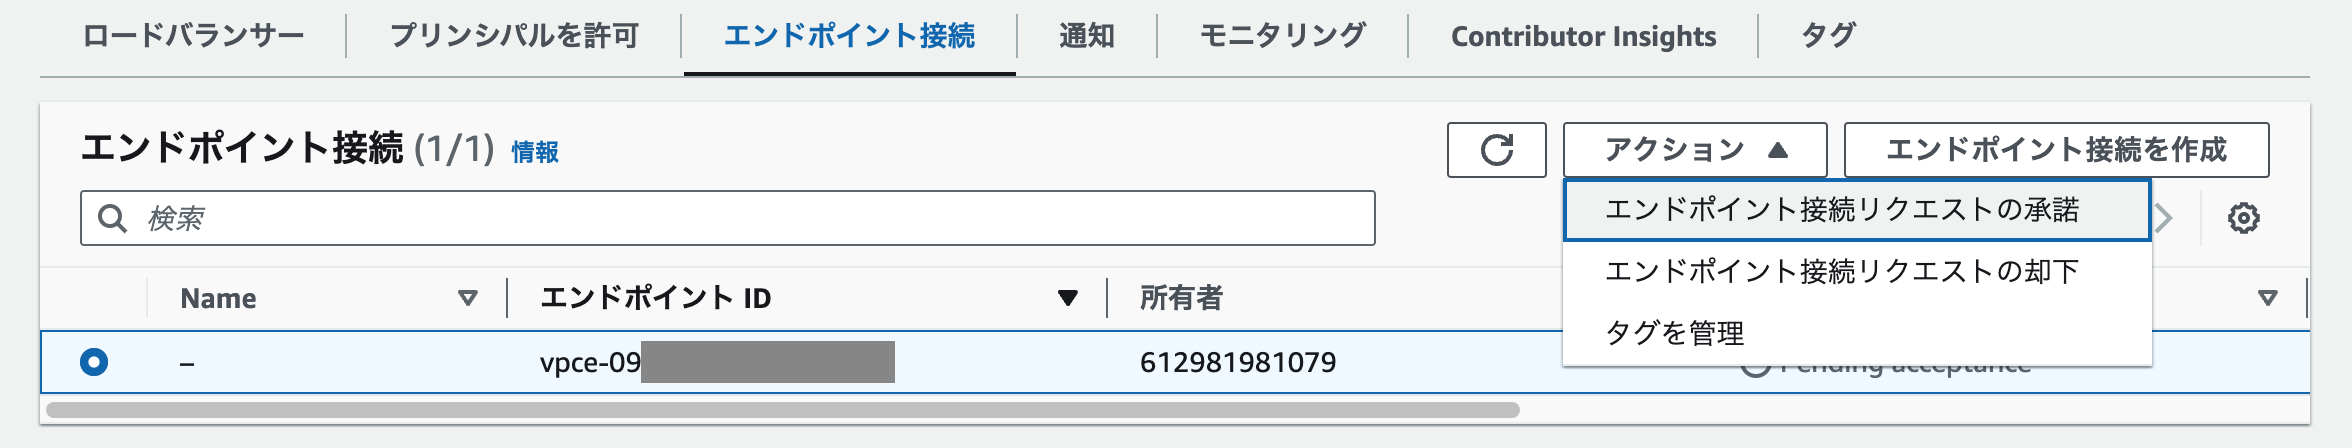 ロードバランサー プリンシパルを許可 エンドポイント接続 通知 モニタリング Contributor Insights タグ
エンドポイント接続 (1/1) 情報 アクション エンドポイント接続を作成
検索
エンドポイント接続リクエストの承諾
エンドポイント接続リクエストの却下
タグを管理
Name エンドポイント ID 所有者
– vpce-09 612981981079 Pending acceptance